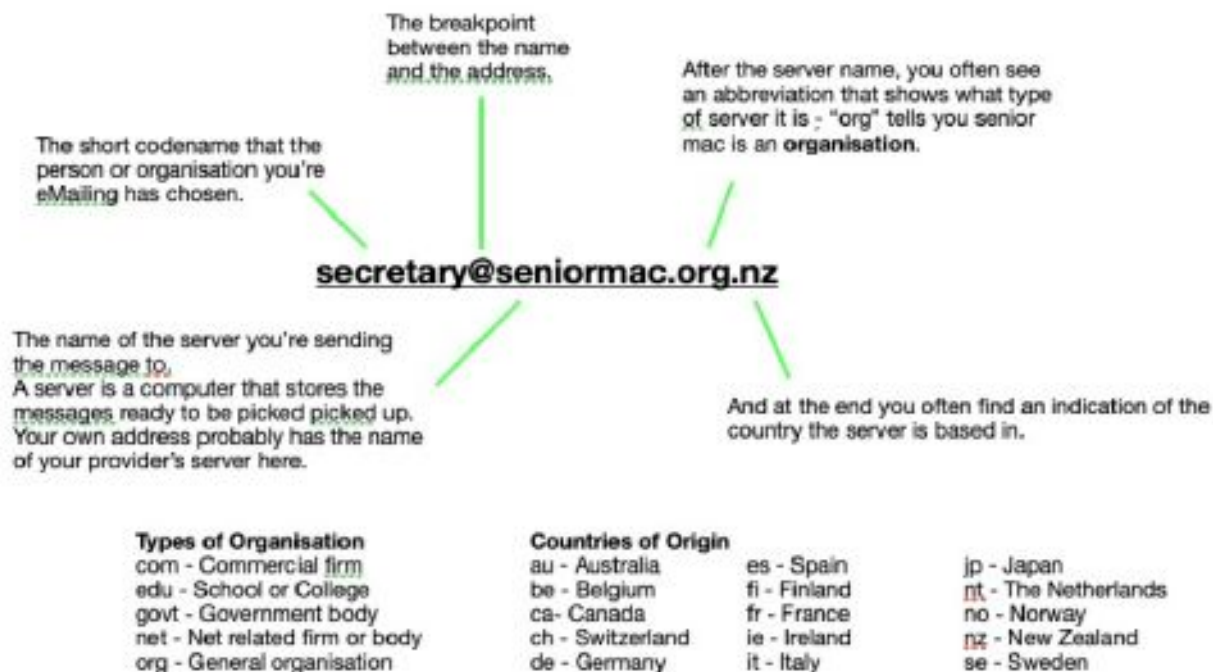 The breakpoint
between the name
and the address.
After the server name, you often see
an abbreviation that shows what type
of server it is - "org" tells you senior
mac is an organisation.
The short codename that the
person or organisation you're
eMailing has chosen.
secretary@seniormac.org.nz
The name of the server you're sending
the message to.
A server is a computer that stores the
messages ready to be picked picked up.
Your own address probably has the name
of your provider's server here.
And at the end you often find an indication of the
country the server is based in.
Types of Organisation
com - Commercial firm
edu - School or College
govt - Government body
net - Net related firm or body
org - General organisation
Countries of Origin
au - Australia
be - Belgium
ca- Canada
ch - Switzerland
de - Germany
es - Spain
fi - Finland
fr - France
ie - Ireland
it - Italy
jp - Japan
nt - The Netherlands
no - Norway
nz - New Zealand
se - Sweden